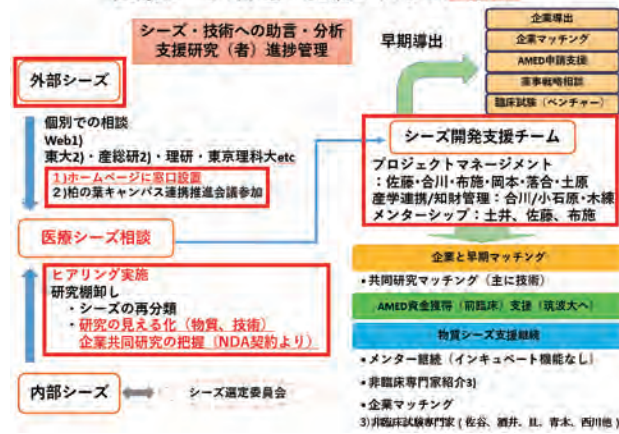 シーズ・技術への助言・分析
支援研究（者）進捗管理
早期導出
企業導出
企業マッチング
AMED申請支援
薬事戦略相談
臨床試験（ベンチャー）
外部シーズ
個別での相談
Web1)
東大2)・産総研2)・理研・東京理科大etc
1)ホームページに窓口設置
2)柏の葉キャンパス連携推進会議参加
シーズ開発支援チーム
プロジェクトマネージメント
：佐藤・合川・布施・岡本・落合・土原
産学連携/知財管理：合川/小石原・木練
メンターシップ：土井、佐藤、布施
医療シーズ相談
ヒアリング実施
研究棚卸し
・シーズの再分類
・研究の見える化（物質、技術）
企業共同研究の把握（NDA契約より）
内部シーズ
シーズ選定委員会
企業と早期マッチング
•共同研究マッチング（主に技術）
AMED資金獲得（前臨床）支援（筑波大へ）
物質シーズ支援継続
•メンター継続（インキュベート機能なし）
•非臨床専門家紹介3)
•企業マッチング
3)非臨床試験専門家（佐谷、酒井、青木、西川他）